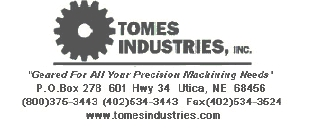 TOMES
INDUSTRIES, INC.
"Geared For All Your Precision Machining Needs"
P.O.Box 278 601 Hwy 34 Utica, NE 68456
(800)375-3443 (402)534-3443 Fax(402)534-3524
www.tomesindustries.com